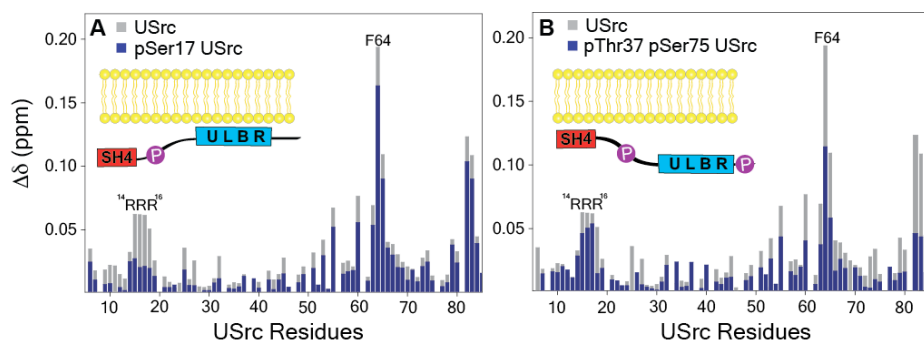 A
USrc
pSer17 USrc
0.20
0.15
0.10
0.05
Δδ (ppm)
SH4
P
ULBR
F64
¹⁴RRR¹⁶
10 20 30 40 50 60 70 80
USrc Residues
B
USrc
pThr37 pSer75 USrc
0.20
0.15
0.10
0.05
SH4
P
ULBR
P
F64
¹⁴RRR¹⁶
10 20 30 40 50 60 70 80
USrc Residues